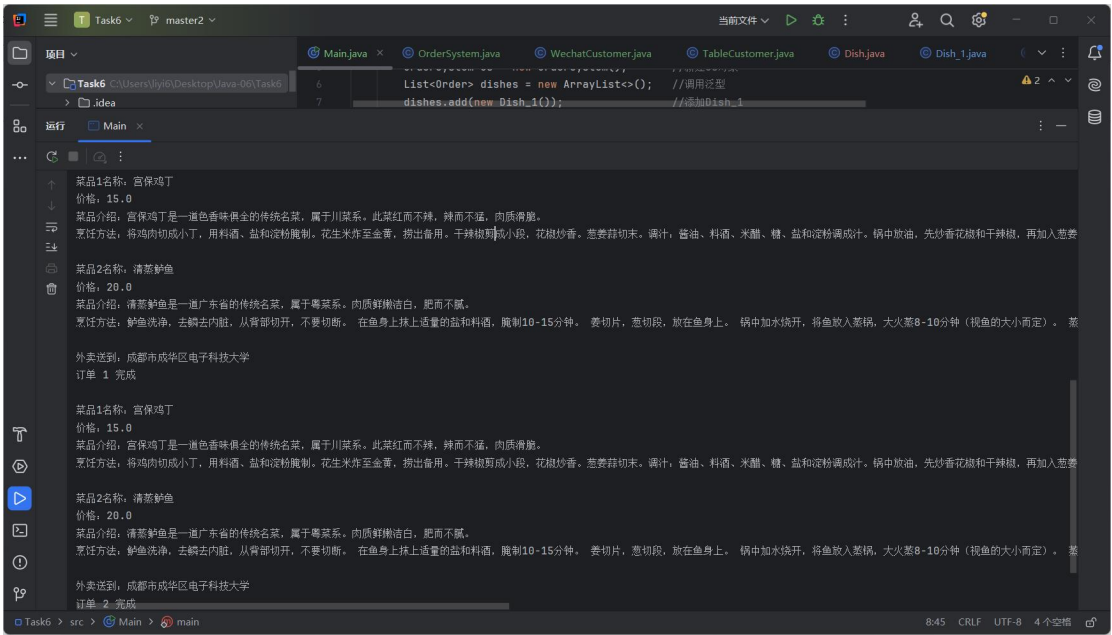 T Task6 master2 当前文件
项目
Main.java OrderSystem.java WechatCustomer.java TableCustomer.java Dish.java Dish_1.java
Task6 C:\Users\liyi6\Desktop\Java-06\Task6
6 List<Order> dishes = new ArrayList<>(); //调用泛型
2
.idea
7 dishes.add(new Dish_1()); //添加Dish_1
运行 Main
菜品1名称：宫保鸡丁
价格：15.0
菜品介绍：宫保鸡丁是一道色香味俱全的传统名菜，属于川菜系。此菜红而不辣，辣而不猛，肉质滑脆。
烹饪方法：将鸡肉切成小丁，用料酒、盐和淀粉腌制。花生米炸至金黄，捞出备用。干辣椒剪成小段，花椒炒香。葱姜蒜切末。调汁：酱油、料酒、米醋、糖、盐和淀粉调成汁。锅中放油，先炒香花椒和干辣椒，再加入葱姜
菜品2名称：清蒸鲈鱼
价格：20.0
菜品介绍：清蒸鲈鱼是一道广东省的传统名菜，属于粤菜系。肉质鲜嫩洁白，肥而不腻。
烹饪方法：鲈鱼洗净，去鳞去内脏，从背部切开，不要切断。 在鱼身上抹上适量的盐和料酒，腌制10-15分钟。 姜切片，葱切段，放在鱼身上。 锅中加水烧开，将鱼放入蒸锅，大火蒸8-10分钟（视鱼的大小而定）。 蒸
外卖送到：成都市成华区电子科技大学
订单 1 完成
菜品1名称：宫保鸡丁
价格：15.0
菜品介绍：宫保鸡丁是一道色香味俱全的传统名菜，属于川菜系。此菜红而不辣，辣而不猛，肉质滑脆。
烹饪方法：将鸡肉切成小丁，用料酒、盐和淀粉腌制。花生米炸至金黄，捞出备用。干辣椒剪成小段，花椒炒香。葱姜蒜切末。调汁：酱油、料酒、米醋、糖、盐和淀粉调成汁。锅中放油，先炒香花椒和干辣椒，再加入葱姜
菜品2名称：清蒸鲈鱼
价格：20.0
菜品介绍：清蒸鲈鱼是一道广东省的传统名菜，属于粤菜系。肉质鲜嫩洁白，肥而不腻。
烹饪方法：鲈鱼洗净，去鳞去内脏，从背部切开，不要切断。 在鱼身上抹上适量的盐和料酒，腌制10-15分钟。 姜切片，葱切段，放在鱼身上。 锅中加水烧开，将鱼放入蒸锅，大火蒸8-10分钟（视鱼的大小而定）。 蒸
外卖送到：成都市成华区电子科技大学
订单 2 完成
Task6 > src > Main > main 8:45 CRLF UTF-8 4个空格